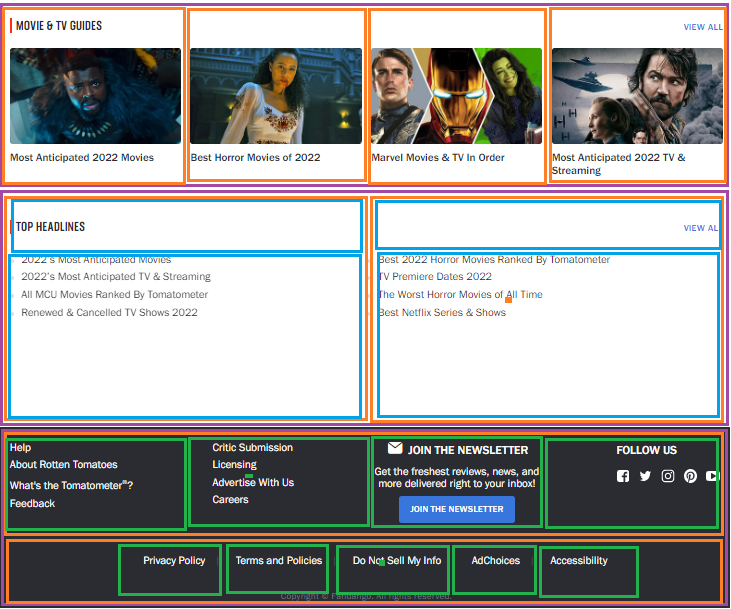 MOVIE & TV GUIDES
VIEW ALL
Most Anticipated 2022 Movies
Best Horror Movies of 2022
Marvel Movies & TV In Order
Most Anticipated 2022 TV &
Streaming
TOP HEADLINES
VIEW AL
2022's Most Anticipated Movies
2022's Most Anticipated TV & Streaming
All MCU Movies Ranked By Tomatometer
Renewed & Cancelled TV Shows 2022
Best 2022 Horror Movies Ranked By Tomatometer
TV Premiere Dates 2022
The Worst Horror Movies of All Time
Best Netflix Series & Shows
Help
About Rotten Tomatoes
What's the Tomatometer®?
Feedback
Critic Submission
Licensing
Advertise With Us
Careers
JOIN THE NEWSLETTER
Get the freshest reviews, news, and
more delivered right to your inbox!
JOIN THE NEWSLETTER
FOLLOW US
Privacy Policy
Terms and Policies
Do Not Sell My Info
AdChoices
Accessibility
Copyright © Fandango. All rights reserved.